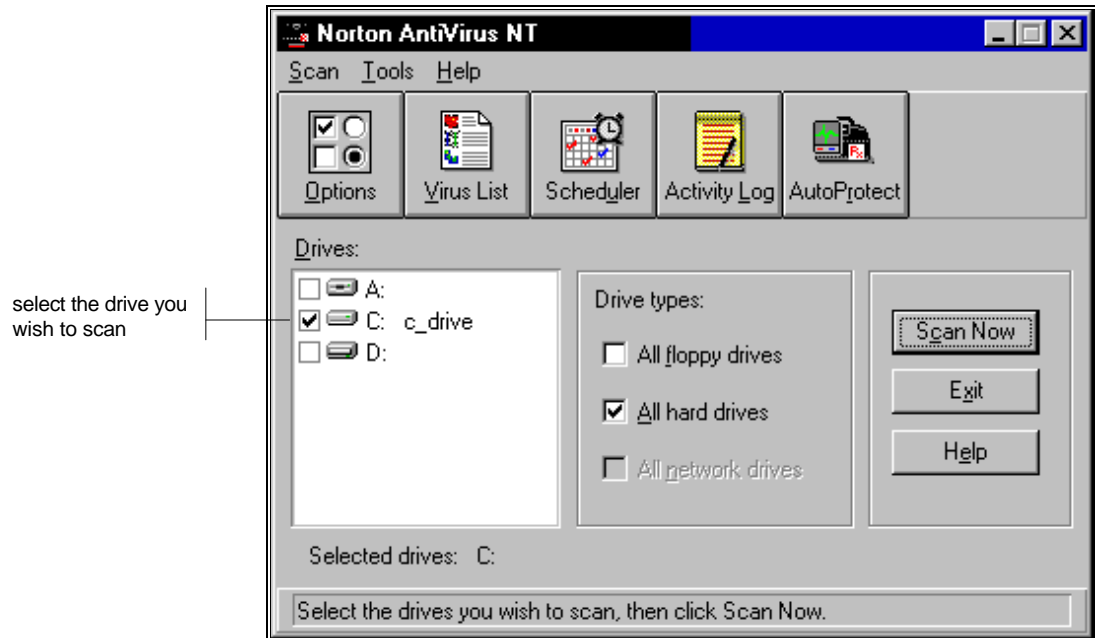 Norton AntiVirus NT
Scan Tools Help
Options Virus List Scheduler Activity Log AutoProtect
Drives:
A:
C: c_drive
D:
select the drive you
wish to scan
Drive types:
All floppy drives
All hard drives
All network drives
Scan Now
Exit
Help
Selected drives: C:
Select the drives you wish to scan, then click Scan Now.